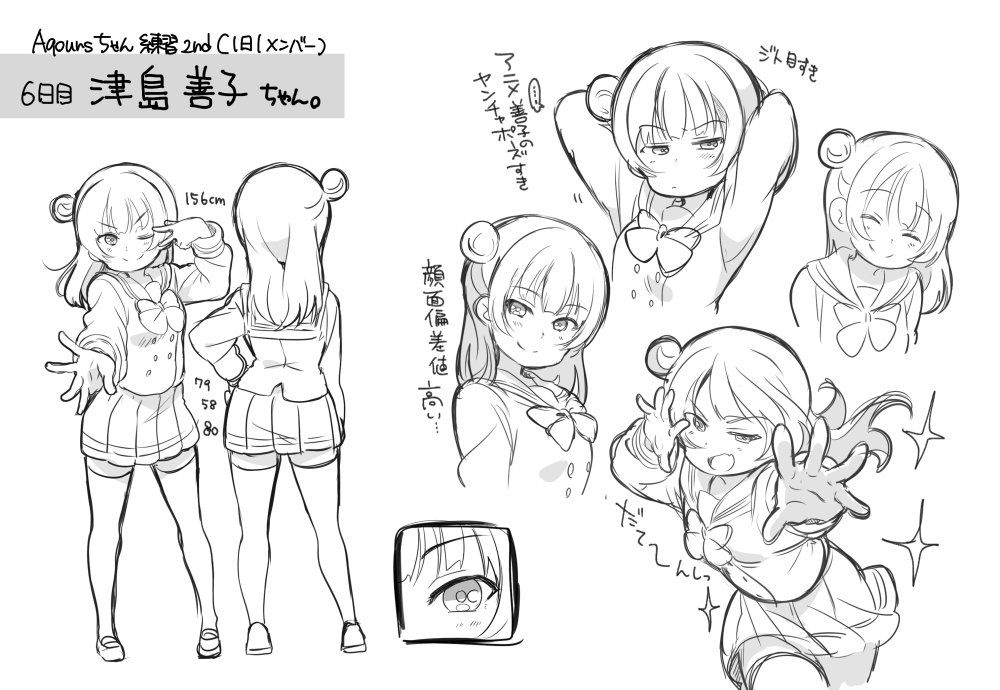 Aqoursちゃん 練習 2nd (1日1メンバー)
6日目 津島 善子 ちゃん。
156cm
79
58
80
アニメ善子の
ヤンチャポーズすき
ジト目すき
顔面偏差値
高い…
だて〜んしっ